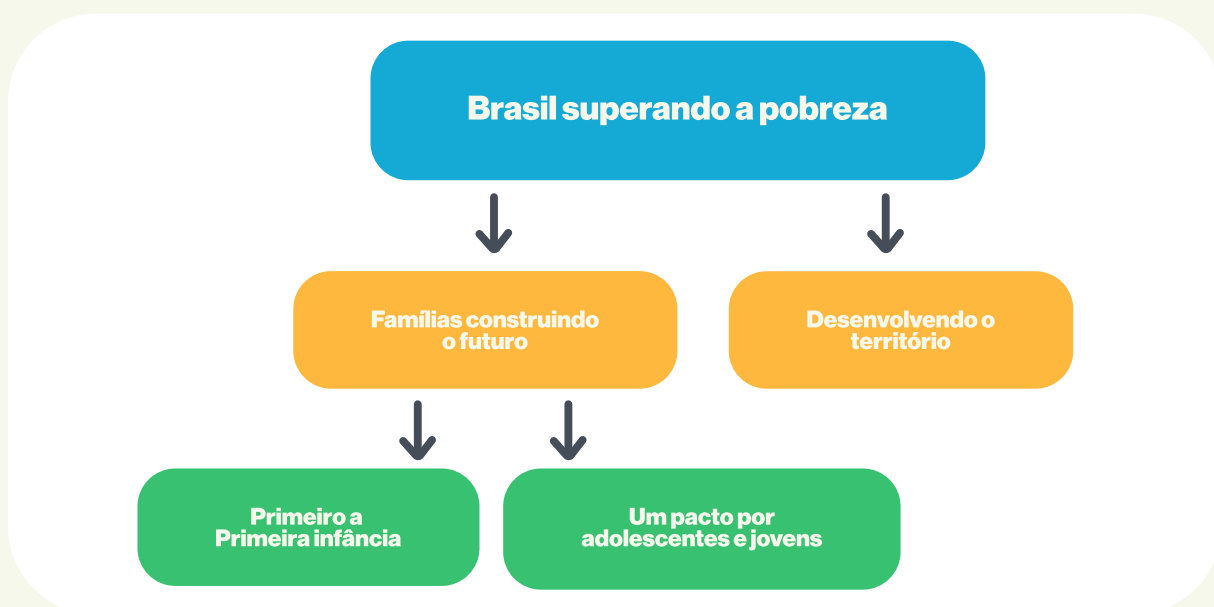 Brasil superando a pobreza
Famílias construindo
o futuro
Desenvolvendo o
território
Primeiro a
Primeira infância
Um pacto por
adolescentes e jovens